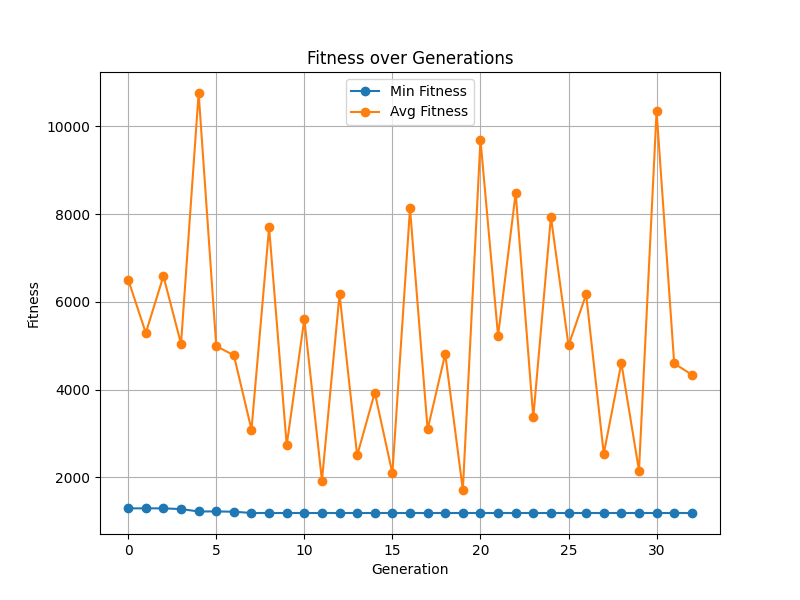 Fitness over Generations
Min Fitness
Avg Fitness
10000
8000
6000
4000
2000
Fitness
0 5 10 15 20 25 30
Generation